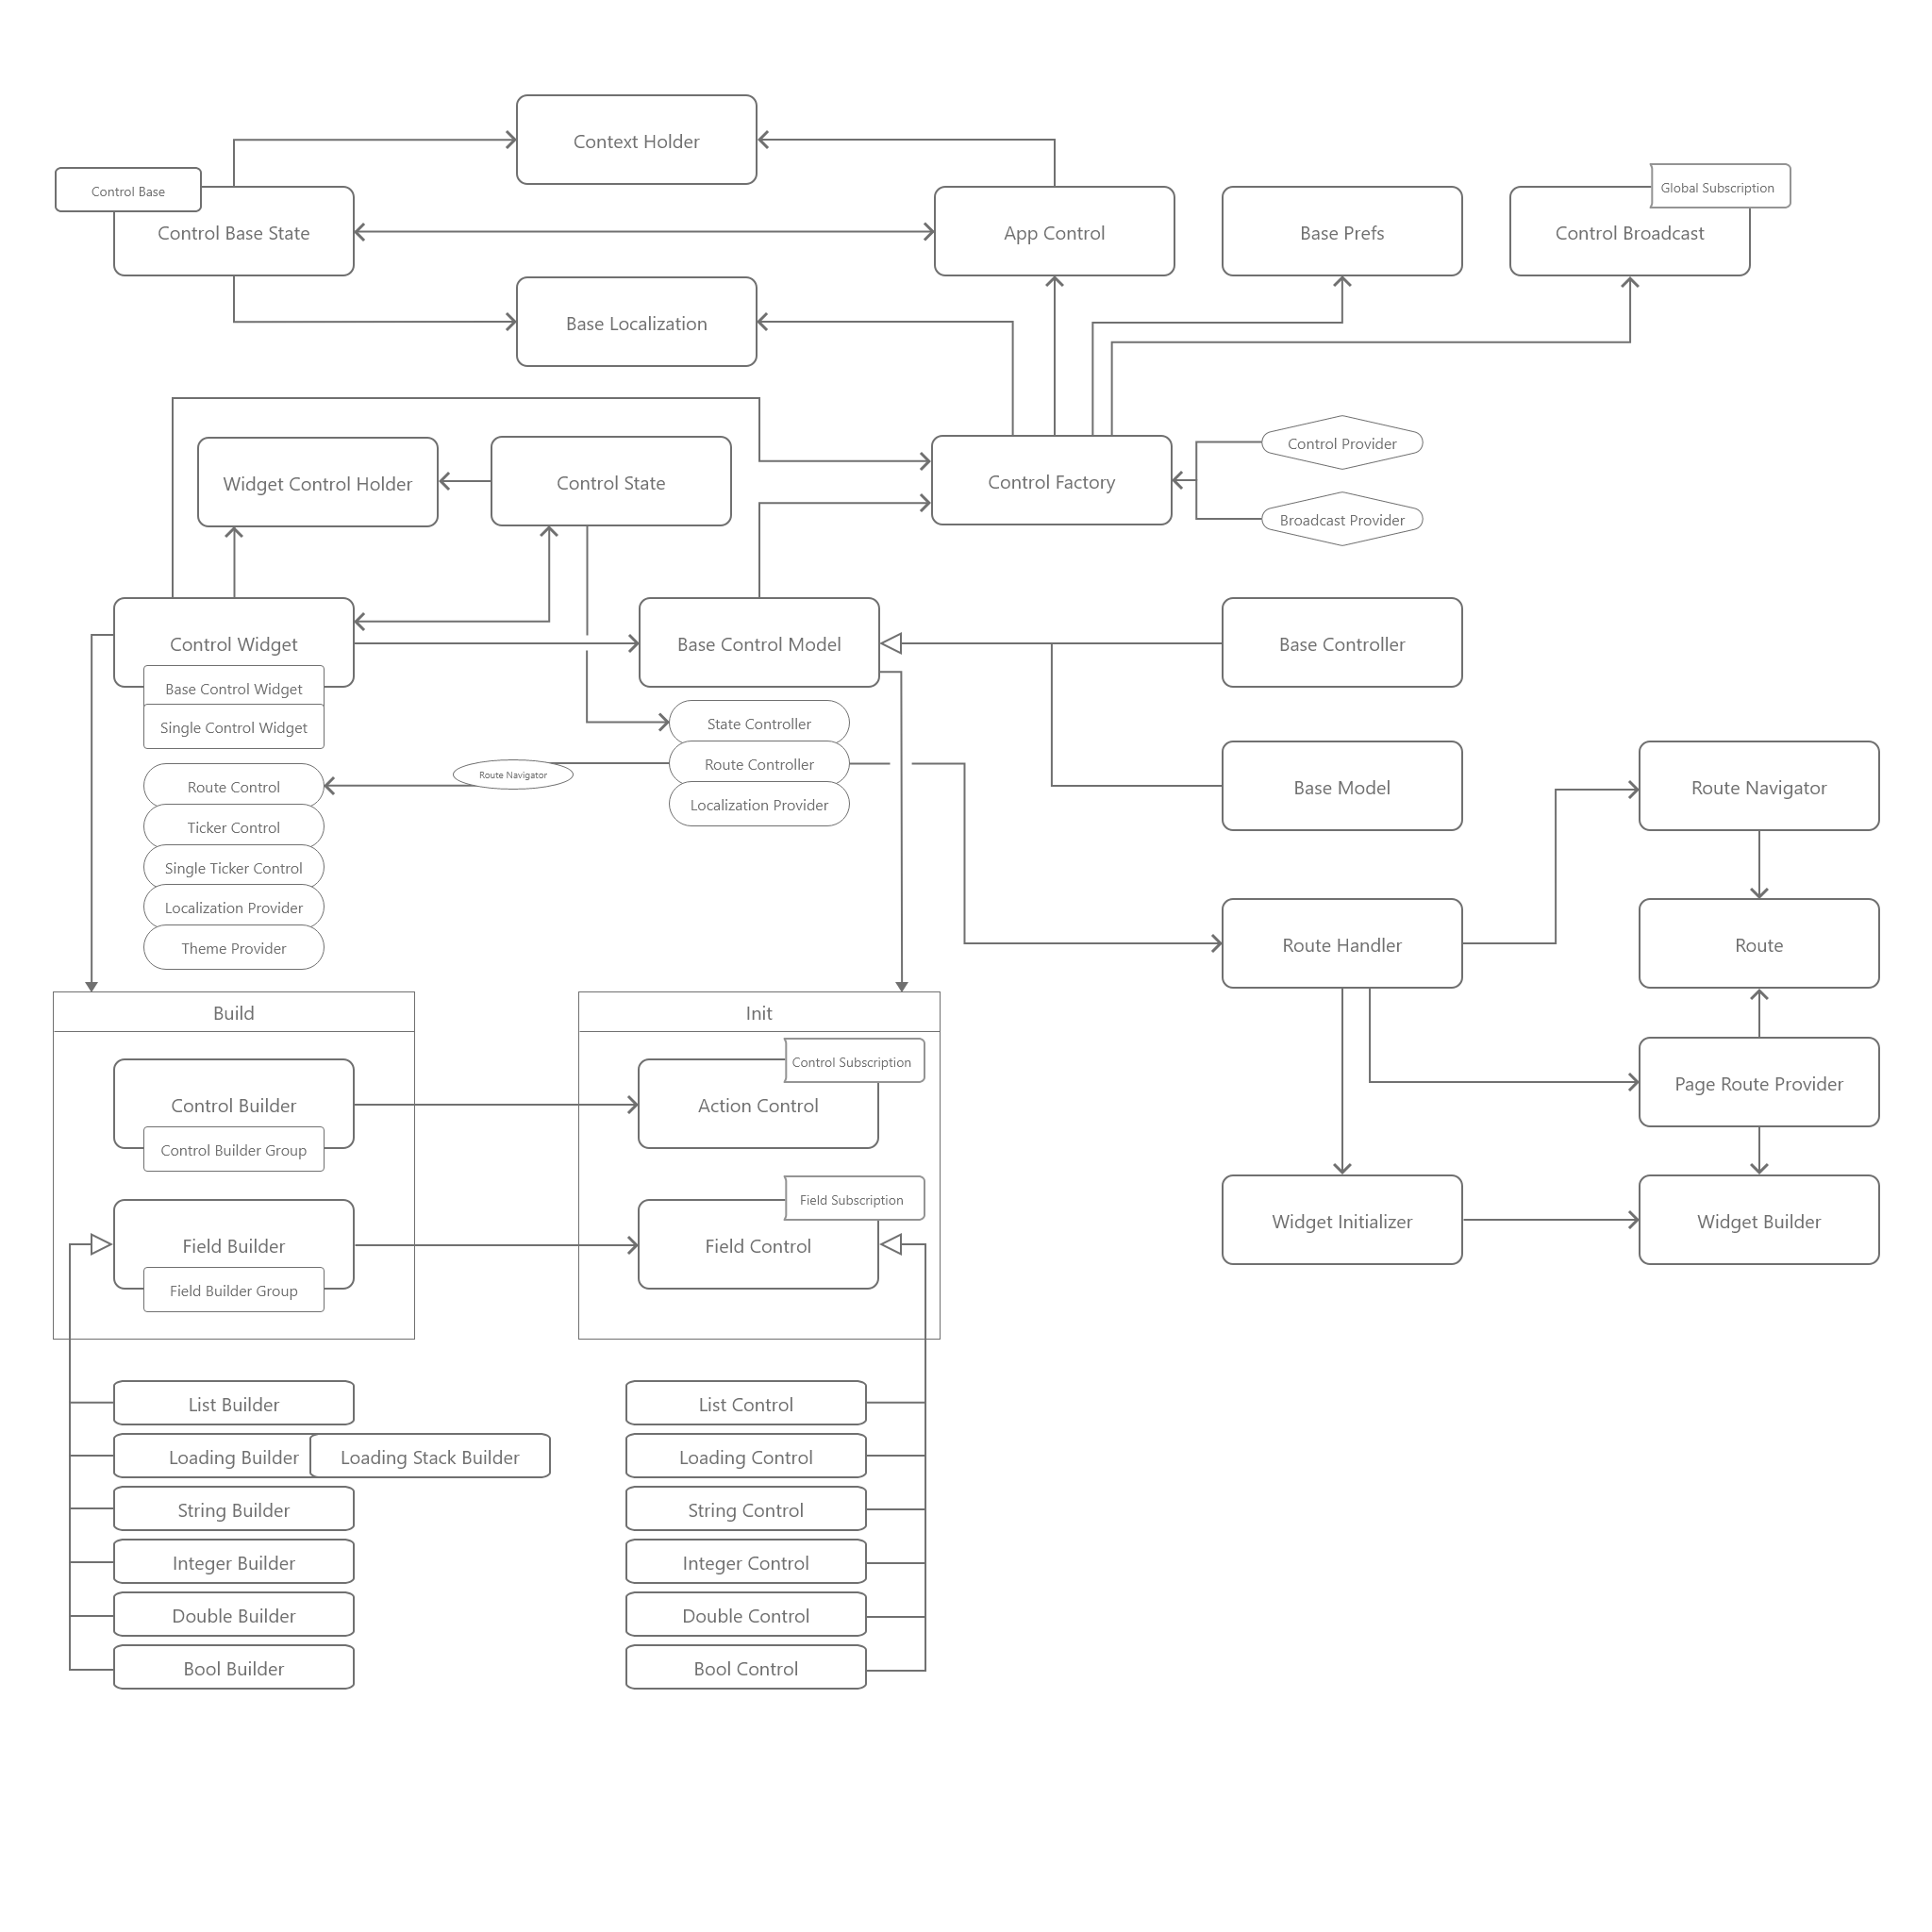 Context Holder
Control Base
Global Subscription
Control Base State
App Control
Base Prefs
Control Broadcast
Base Localization
Control Provider
Widget Control Holder
Control State
Control Factory
Broadcast Provider
Control Widget
Base Control Model
Base Controller
Base Control Widget
Single Control Widget
State Controller
Route Controller
Localization Provider
Route Navigator
Route Control
Ticker Control
Single Ticker Control
Localization Provider
Theme Provider
Base Model
Route Navigator
Route Handler
Route
Build
Init
Control Subscription
Control Builder
Action Control
Page Route Provider
Control Builder Group
Field Subscription
Field Builder
Field Control
Widget Initializer
Widget Builder
Field Builder Group
List Builder
List Control
Loading Builder
Loading Stack Builder
Loading Control
String Builder
String Control
Integer Builder
Integer Control
Double Builder
Double Control
Bool Builder
Bool Control